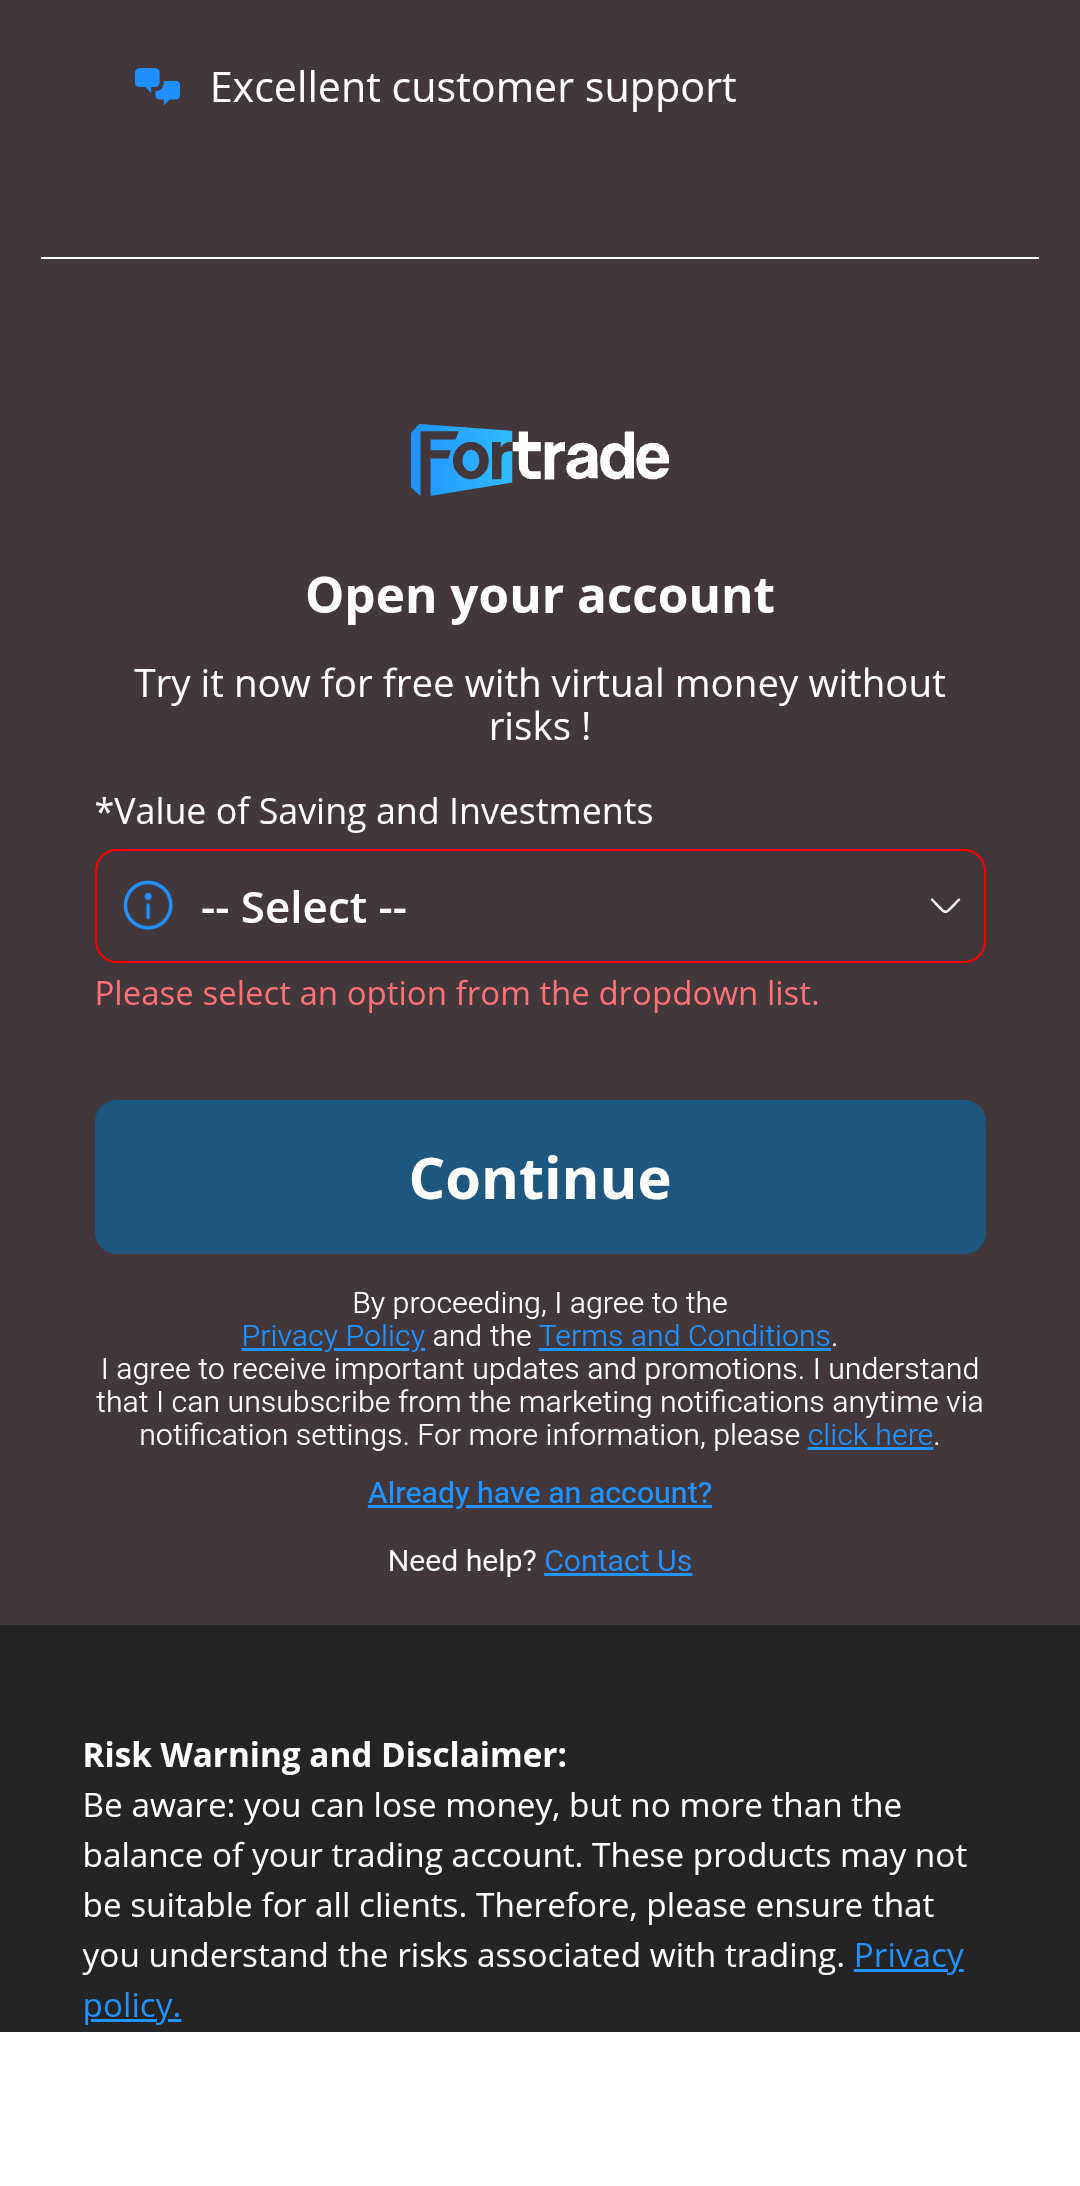 Excellent customer support
Fortrade
Open your account
Try it now for free with virtual money without
risks !
*Value of Saving and Investments
-- Select --
Please select an option from the dropdown list.
Continue
By proceeding, I agree to the
Privacy Policy and the Terms and Conditions.
I agree to receive important updates and promotions. I understand
that I can unsubscribe from the marketing notifications anytime via
notification settings. For more information, please click here.
Already have an account?
Need help? Contact Us
Risk Warning and Disclaimer:
Be aware: you can lose money, but no more than the
balance of your trading account. These products may not
be suitable for all clients. Therefore, please ensure that
you understand the risks associated with trading. Privacy
policy.